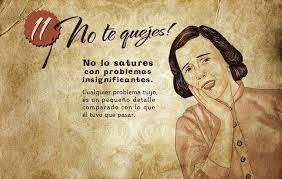 11 No te quejes!
No lo satures
con problemas
insignificantes.
Cualquier problema tuyo,
es un pequeño detalle
comparado con lo que
él tuvo que pasar.